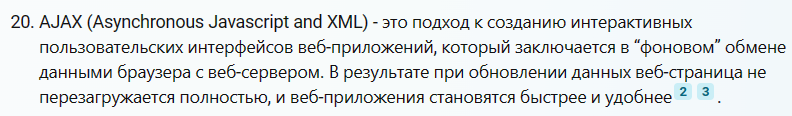 20. AJAX (Asynchronous Javascript and XML) - это подход к созданию интерактивных
пользовательских интерфейсов веб-приложений, который заключается в “фоновом” обмене
данными браузера с веб-сервером. В результате при обновлении данных веб-страница не
перезагружается полностью, и веб-приложения становятся быстрее и удобнее 2 3 .